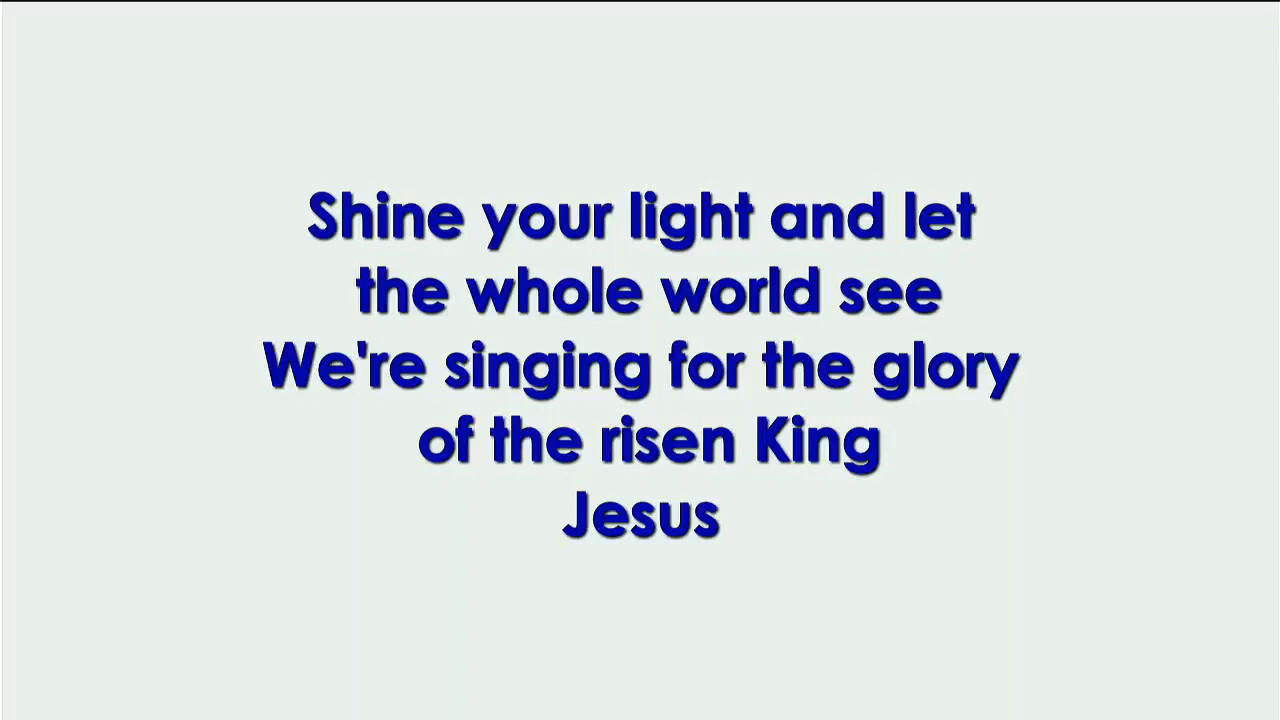 Shine your light and let
the whole world see
We're singing for the glory
of the risen King
Jesus